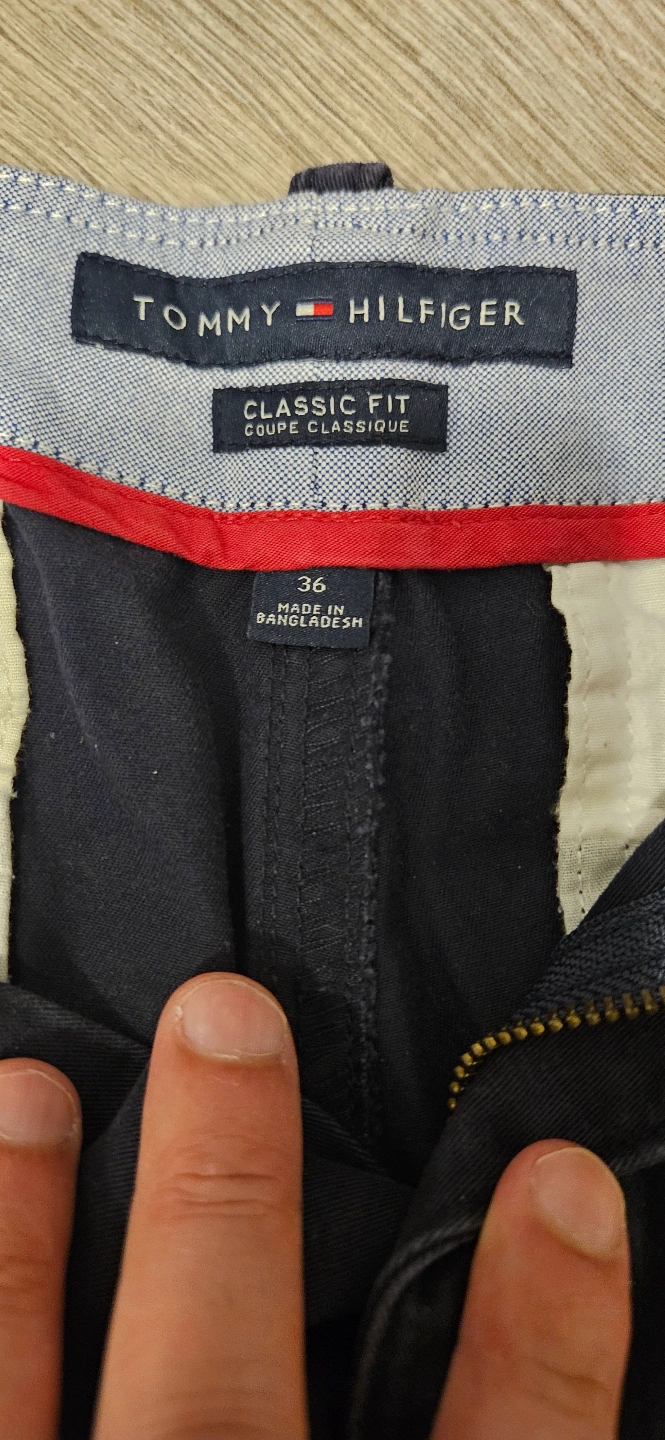 TOMMY HILFIGER
CLASSIC FIT
COUPE CLASSIQUE
36
MADE IN
BANGLADESH